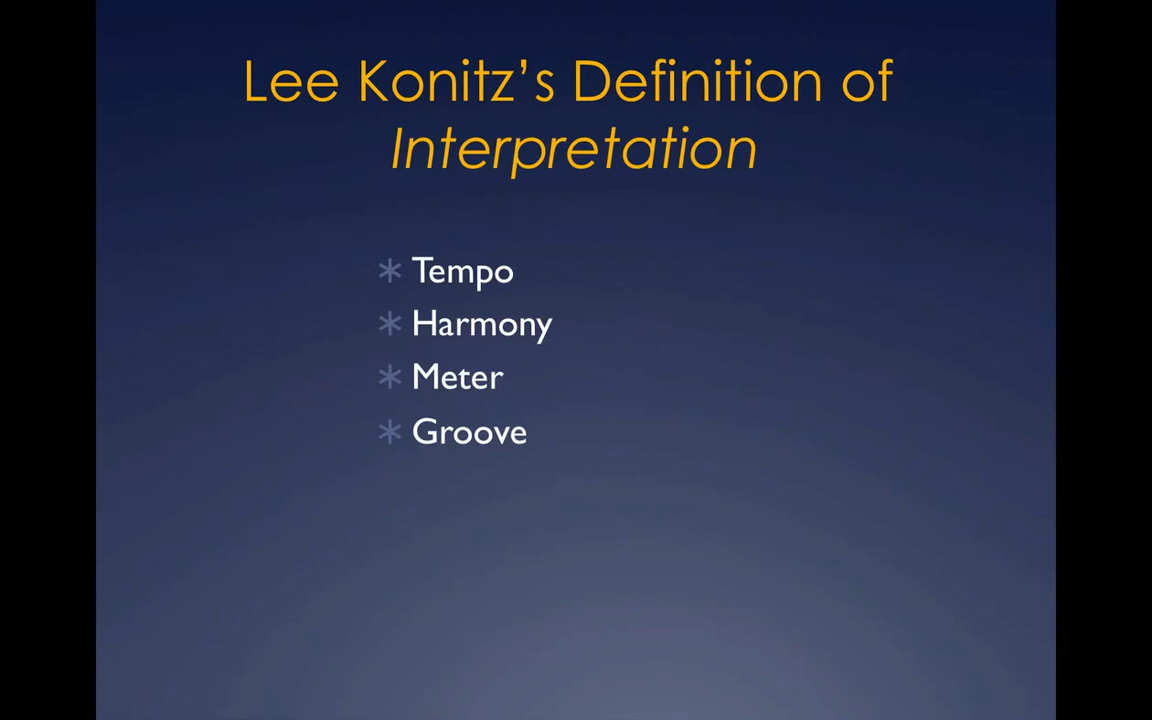 Lee Konitz’s Definition of
Interpretation
* Tempo
* Harmony
* Meter
* Groove